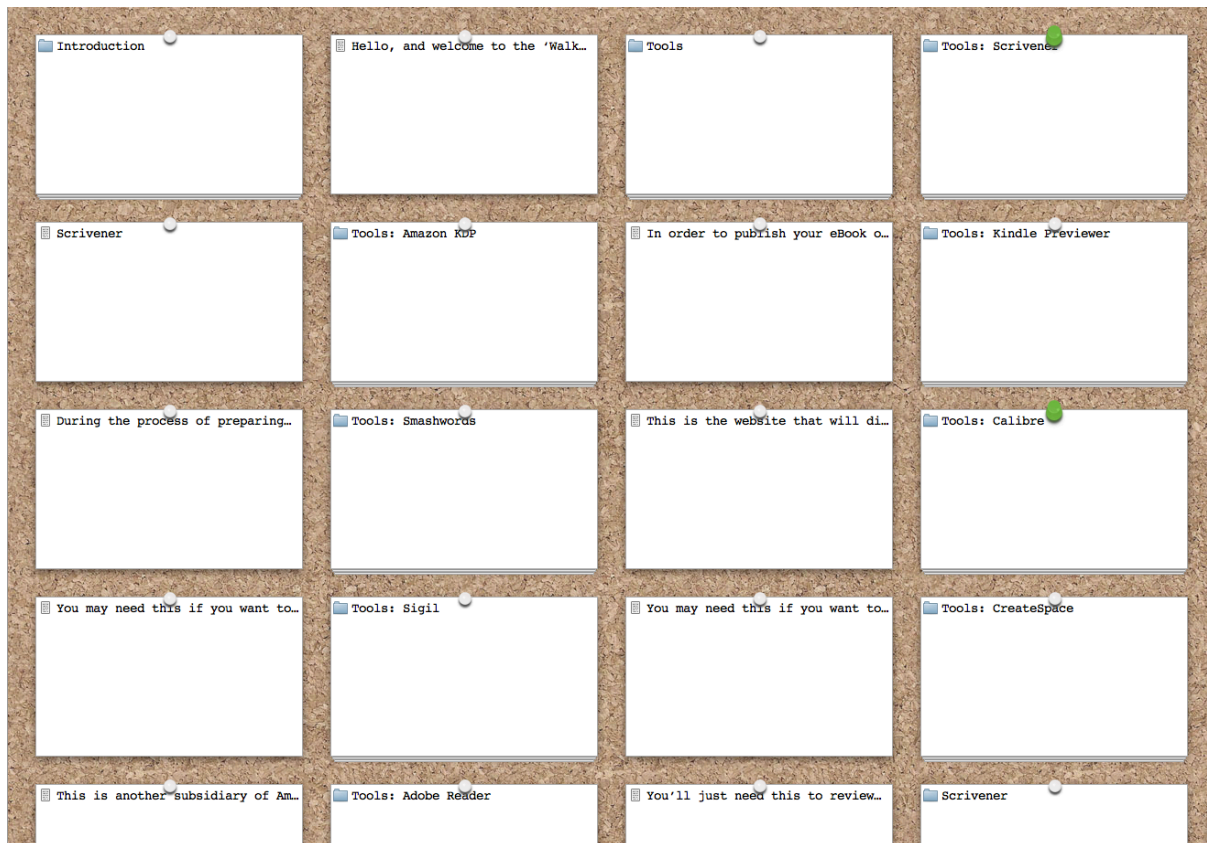 Introduction
Hello, and welcome to the ‘Walk…
Tools
Tools: Scrivener
Scrivener
Tools: Amazon KDP
In order to publish your eBook o…
Tools: Kindle Previewer
During the process of preparing…
Tools: Smashwords
This is the website that will di…
Tools: Calibre
You may need this if you want to…
Tools: Sigil
You may need this if you want to…
Tools: CreateSpace
This is another subsidiary of Am…
Tools: Adobe Reader
You’ll just need this to review…
Scrivener